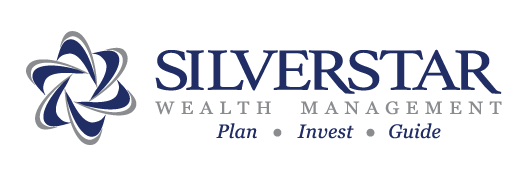 SILVERSTAR
WEALTH MANAGEMENT
Plan • Invest • Guide